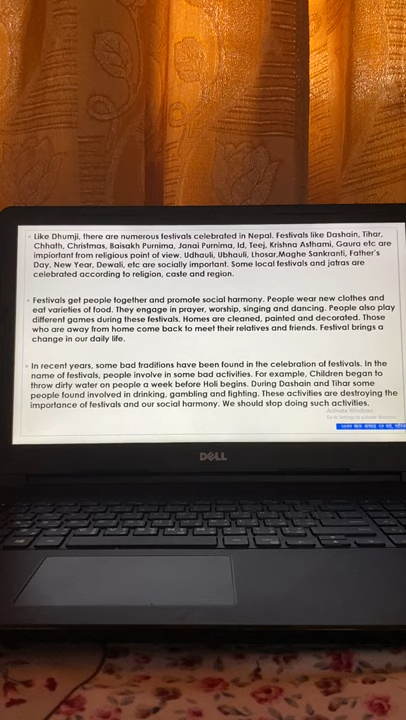 Like Dhumji, there are numerous festivals celebrated in Nepal. Festivals like Dashain, Tihar,
Chhath, Christmas, Baisakh Purnima, Janai Purnima, Id, Teej, Krishna Asthami, Gaura etc are
impiortant from religious point of view. Udhauli, Ubhauli, Lhosar,Maghe Sankranti, Father's
Day, New Year, Dewali, etc are socially important. Some local festivals and jatras are
celebrated according to religion, caste and region.
Festivals get people together and promote social harmony. People wear new clothes and
eat varieties of food. They engage in prayer, worship, singing and dancing. People also play
different games during these festivals. Homes are cleaned, painted and decorated. Those
who are away from home come back to meet their relatives and friends. Festival brings a
change in our daily life.
In recent years, some bad traditions have been found in the celebration of festivals. In the
name of festivals, people involve in some bad activities. For example, Children began to
throw dirty water on people a week before Holi begins. During Dashain and Tihar some
people found involved in drinking, gambling and fighting. These activities are destroying the
importance of festivals and our social harmony. We should stop doing such activities.
Activate Windows
Go to Settings to activate Windows.
DELL